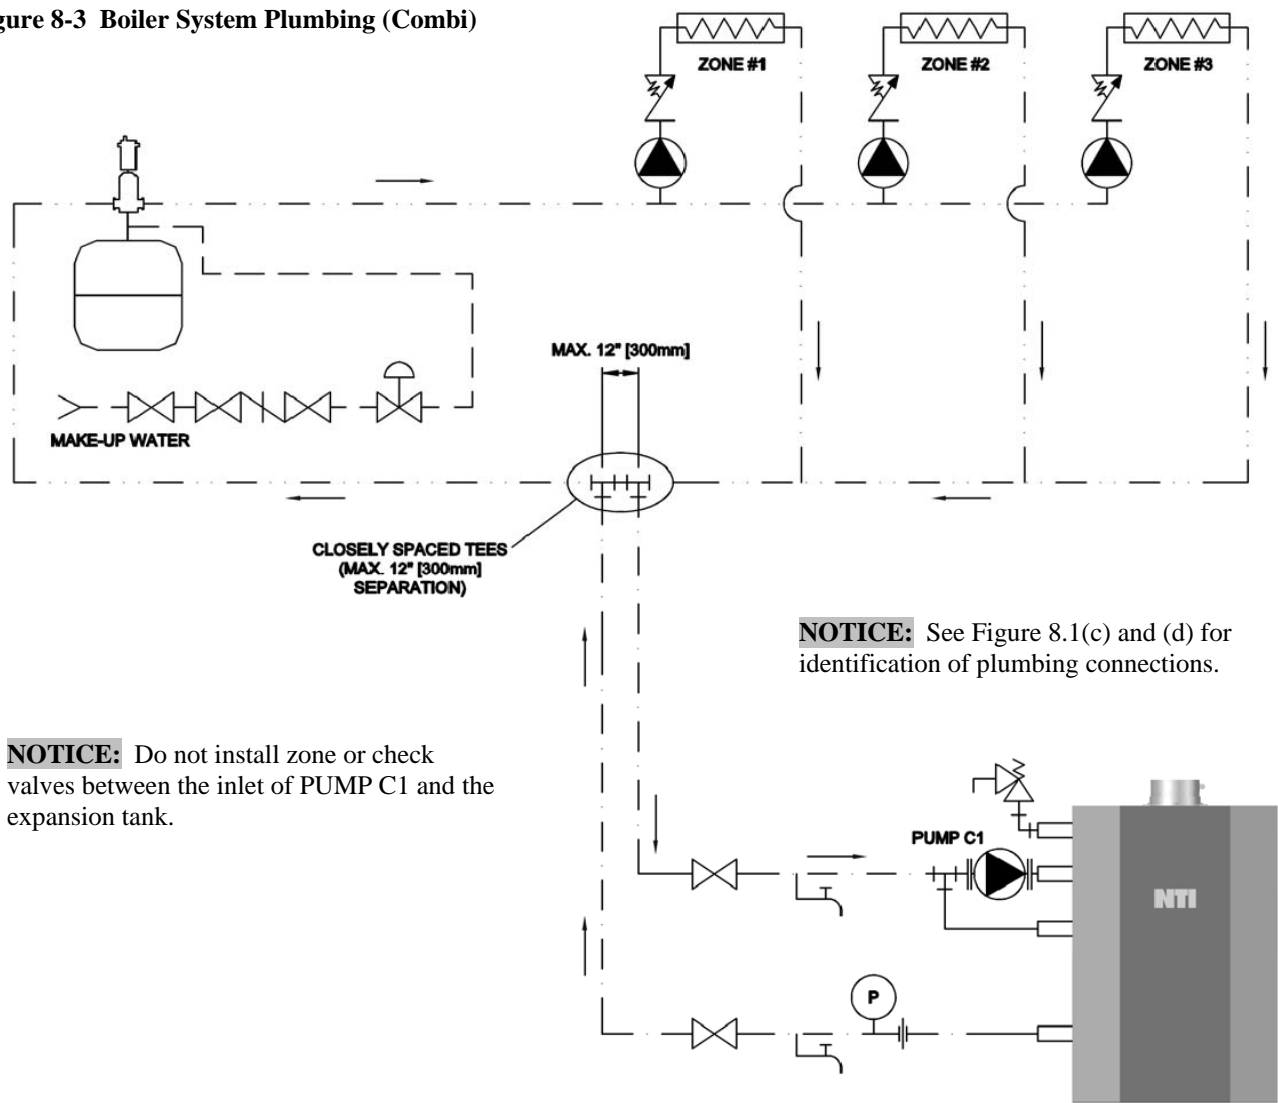 gure 8-3 Boiler System Plumbing (Combi)
ZONE #1
ZONE #2
ZONE #3
MAX. 12" [300mm]
MAKE-UP WATER
CLOSELY SPACED TEES
(MAX. 12" [300mm]
SEPARATION)
NOTICE: See Figure 8.1(c) and (d) for
identification of plumbing connections.
NOTICE: Do not install zone or check
valves between the inlet of PUMP C1 and the
expansion tank.
PUMP C1
NTI
P